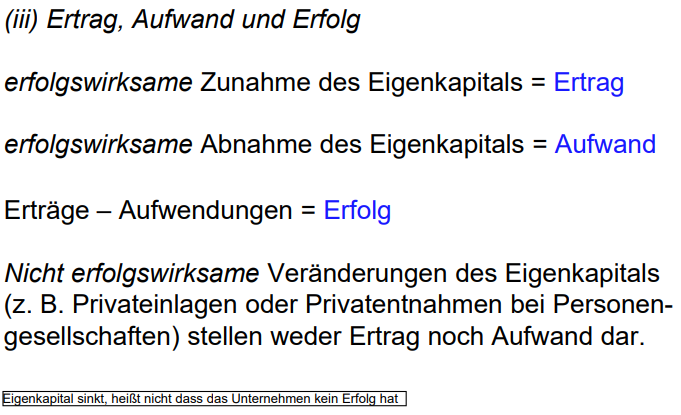 (iii) Ertrag, Aufwand und Erfolg
erfolgswirksame Zunahme des Eigenkapitals = Ertrag
erfolgswirksame Abnahme des Eigenkapitals = Aufwand
Erträge – Aufwendungen = Erfolg
Nicht erfolgswirksame Veränderungen des Eigenkapitals
(z. B. Privateinlagen oder Privatentnahmen bei Personen-
gesellschaften) stellen weder Ertrag noch Aufwand dar.
Eigenkapital sinkt, heißt nicht dass das Unternehmen kein Erfolg hat